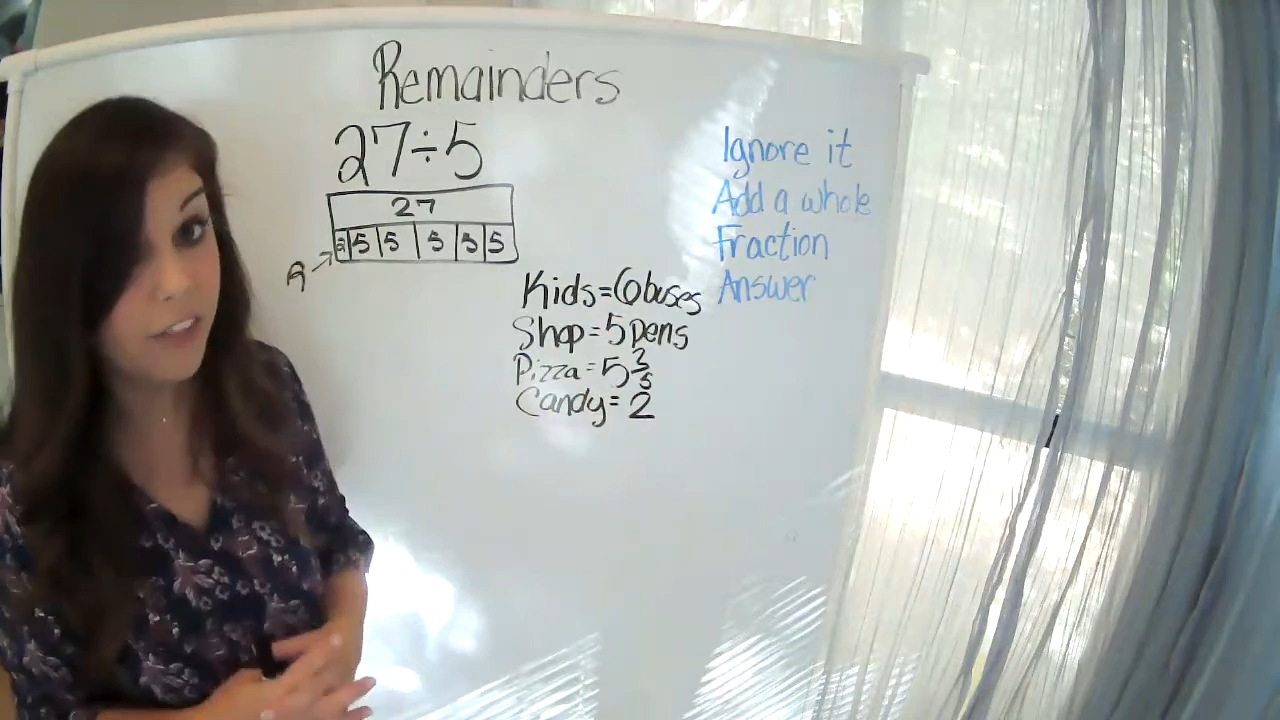 Remainders
27÷5
27
2 5 5 5 5 5
R
Kids=6 buses
Shop=5 pens
Pizza=5 2/5
Candy=2
Ignore it
Add a whole
Fraction
Answer